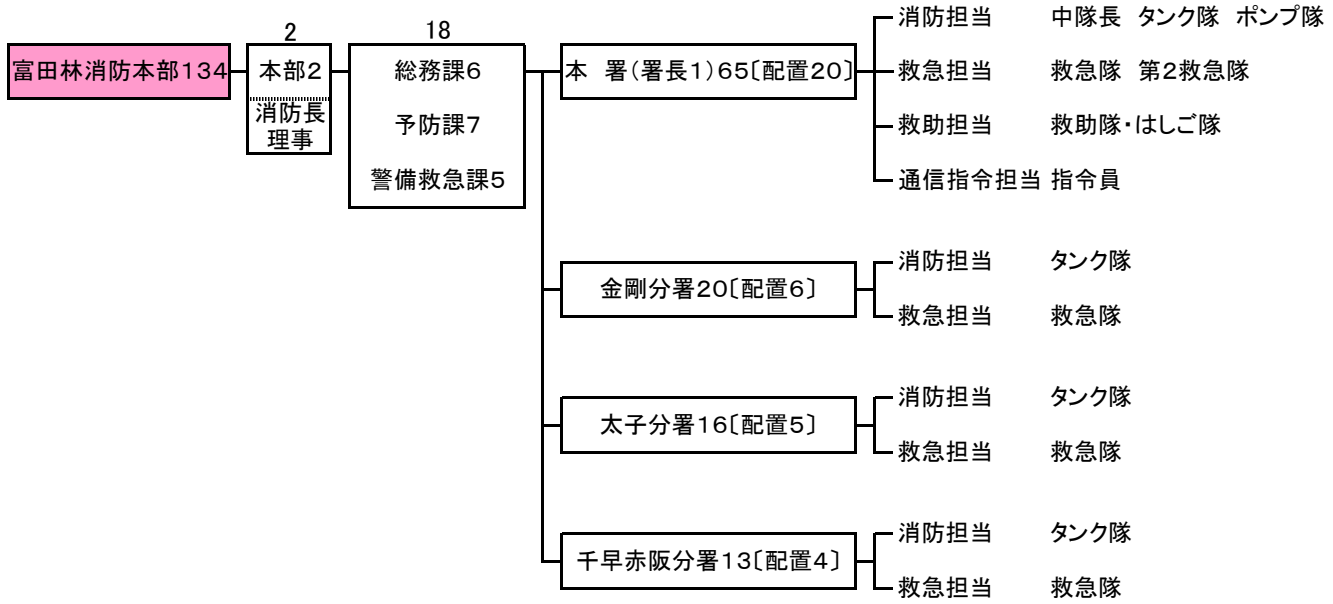 消防担当 中隊長 タンク隊 ポンプ隊
2 18
富田林消防本部134 本部2 総務課6 本 署(署長1)65〔配置20〕 救急担当 救急隊 第2救急隊
消防長
理事
予防課7 救助担当 救助隊・はしご隊
警備救急課5 通信指令担当 指令員
消防担当 タンク隊
金剛分署20〔配置6〕
救急担当 救急隊
消防担当 タンク隊
太子分署16〔配置5〕
救急担当 救急隊
消防担当 タンク隊
千早赤阪分署13〔配置4〕
救急担当 救急隊